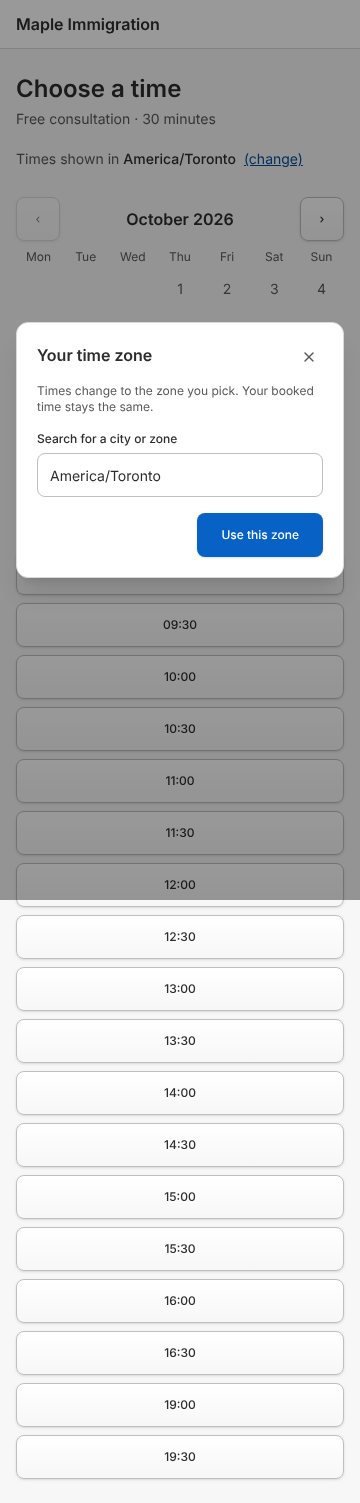 Maple Immigration
Choose a time
Free consultation · 30 minutes
Times shown in America/Toronto (change)
‹ October 2026 ›
Mon Tue Wed Thu Fri Sat Sun
1 2 3 4
Your time zone ×
Times change to the zone you pick. Your booked
time stays the same.
Search for a city or zone
America/Toronto
Use this zone
09:30
10:00
10:30
11:00
11:30
12:00
12:30
13:00
13:30
14:00
14:30
15:00
15:30
16:00
16:30
19:00
19:30